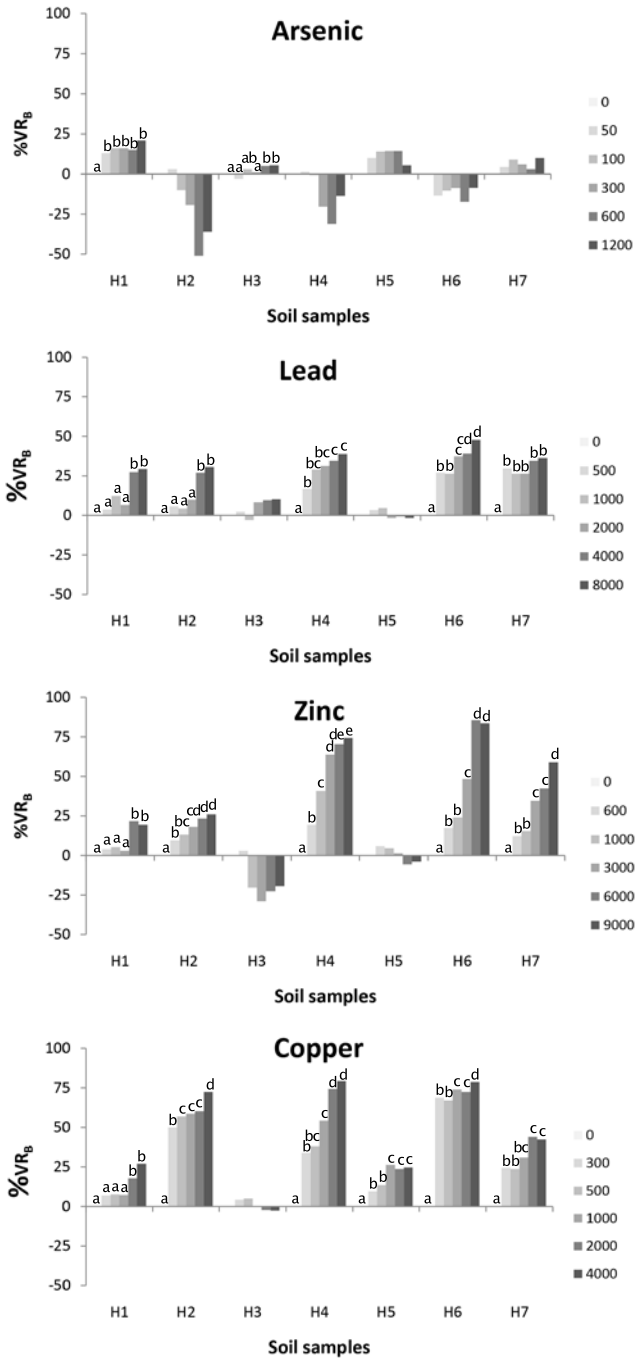 Arsenic
%VRB
100
75
50
25
0
-25
-50
a b b b b b
a a ab a b b
H1 H2 H3 H4 H5 H6 H7
Soil samples
0
50
100
300
600
1200
Lead
%VRB
100
75
50
25
0
-25
-50
a a a a b b
a a a a b b
a b bc bc c c
a b b c cd d
a b b b b b
H1 H2 H3 H4 H5 H6 H7
Soil samples
0
500
1000
2000
4000
8000
Zinc
%VRB
100
75
50
25
0
-25
-50
a a a a b b
a b bc cd d d
a b c d de e
a b b c d d
a b b c c d
H1 H2 H3 H4 H5 H6 H7
Soil samples
0
600
1000
3000
6000
9000
Copper
%VRB
100
75
50
25
0
-25
-50
a a a a b b
a b c c c d
a b bc c d d
a b b c c c
a b b c c d
a b b bc c c
H1 H2 H3 H4 H5 H6 H7
Soil samples
0
300
500
1000
2000
4000